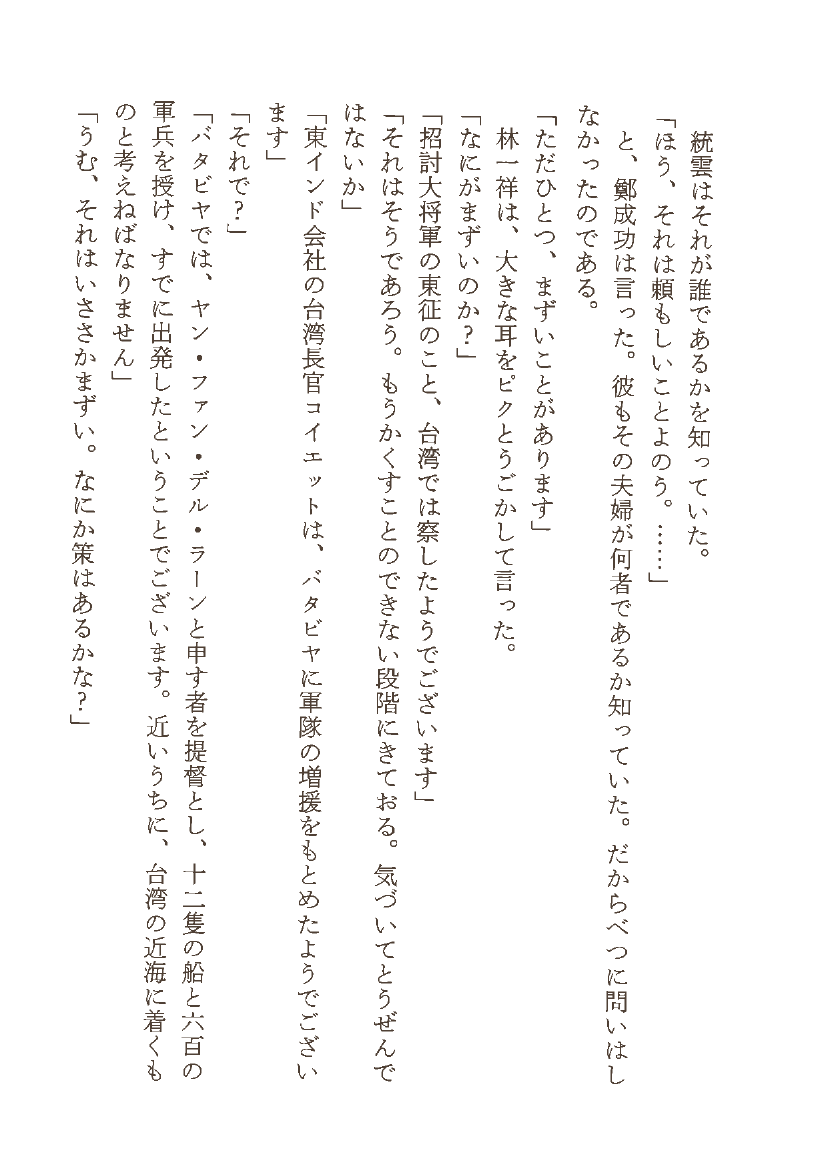 統雲はそれが誰であるかを知っていた。
「ほう、それは頼もしいことよのう。……」
　と、鄭成功は言った。彼もその夫婦が何者であるか知っていた。だからべつに問いはし
なかったのである。
「ただひとつ、まずいことがあります」
　林一祥は、大きな耳をピクとうごかして言った。
「なにがまずいのか？」
「招討大将軍の東征のこと、台湾では察したようでございます」
「それはそうであろう。もうかくすことのできない段階にきておる。気づいてとうぜんで
はないか」
「東インド会社の台湾長官コイエットは、バタビヤに軍隊の増援をもとめたようでござい
ます」
「それで？」
「バタビヤでは、ヤン・ファン・デル・ラーンと申す者を提督とし、十二隻の船と六百の
軍兵を授け、すでに出発したということでございます。近いうちに、台湾の近海に着くも
のと考えねばなりません」
「うむ、それはいささかまずい。なにか策はあるかな？」